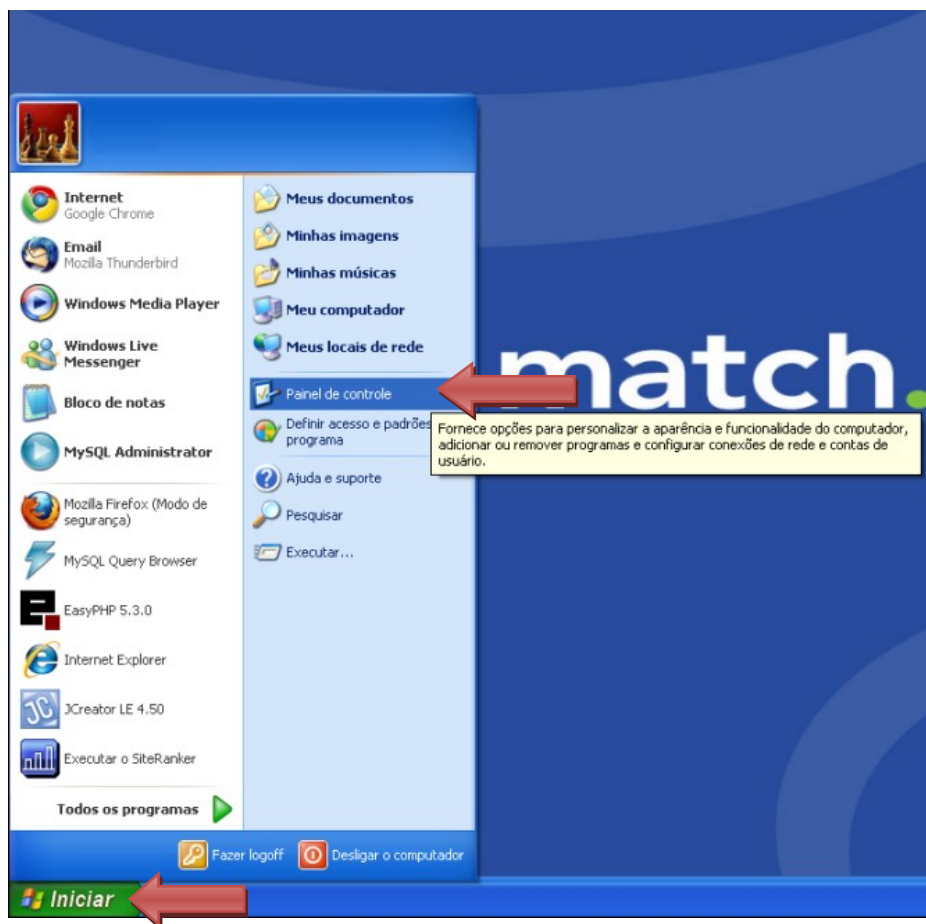 Internet
Google Chrome
Email
Mozilla Thunderbird
Windows Media Player
Windows Live
Messenger
Bloco de notas
MySQL Administrator
Mozilla Firefox (Modo de
segurança)
MySQL Query Browser
EasyPHP 5.3.0
Internet Explorer
JCreator LE 4.50
Executar o SiteRanker
Todos os programas
Meus documentos
Minhas imagens
Minhas músicas
Meu computador
Meus locais de rede
Painel de controle
Definir acesso e padrões
programa
Ajuda e suporte
Pesquisar
Executar...
match.
Fornece opções para personalizar a aparência e funcionalidade do computador,
adicionar ou remover programas e configurar conexões de rede e contas de
usuário.
Fazer logoff
Desligar o computador
Iniciar